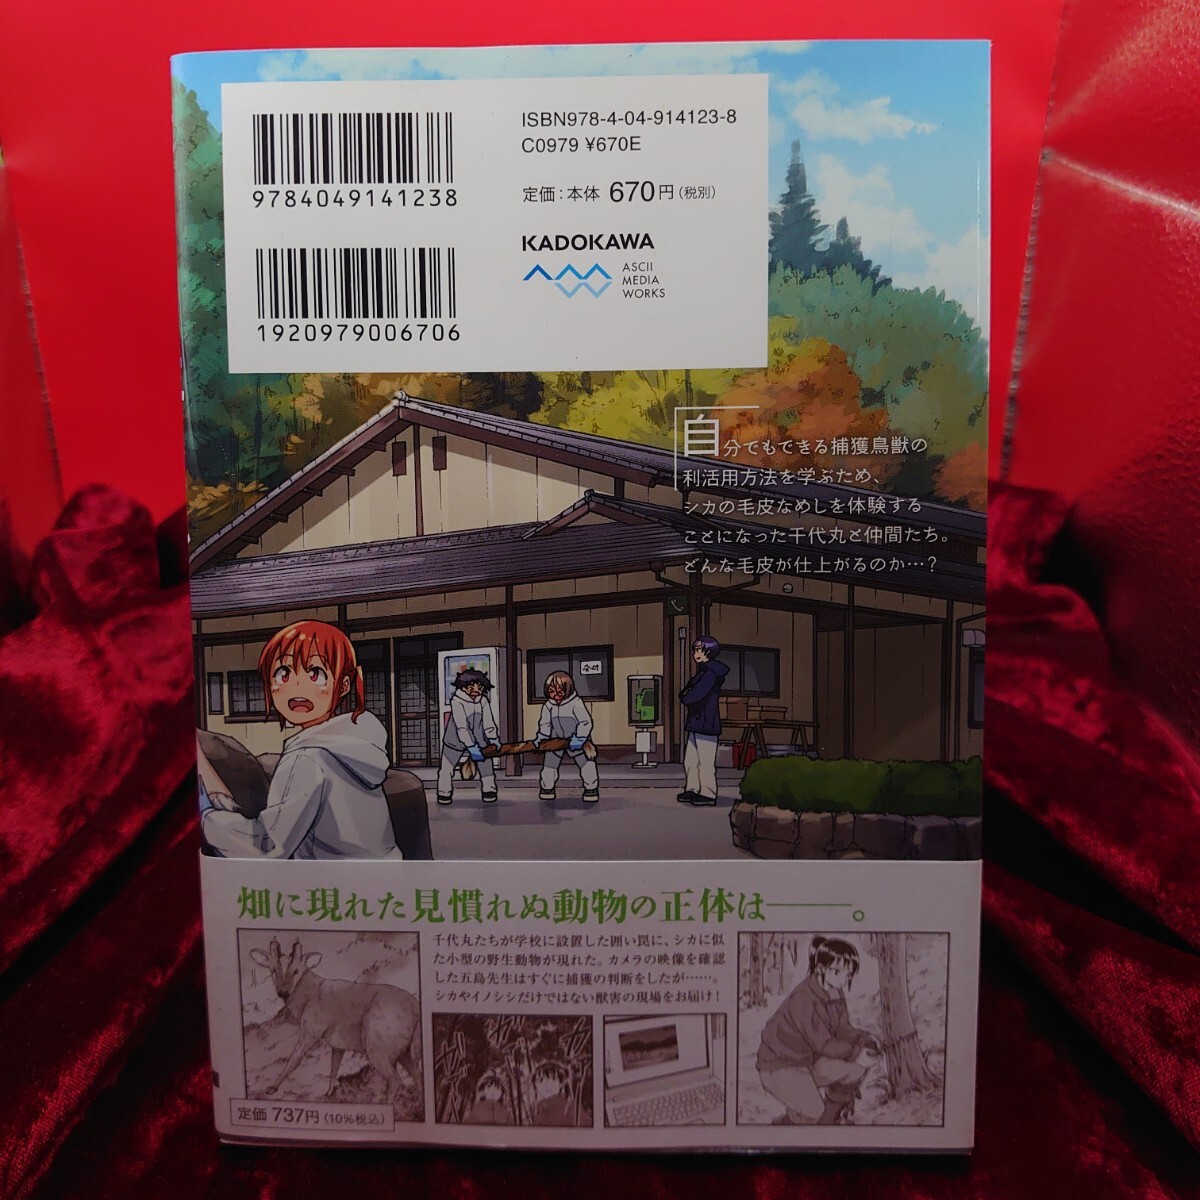 ISBN978-4-04-914123-8
C0979 ¥670E
9784049141238
定価:本体 670円(税別)
KADOKAWA
ASCII
MEDIA
WORKS
1920979006706
自分でもできる捕獲鳥獣の
利活用方法を学ぶため、
シカの毛皮なめしを体験する
ことになった千代丸と仲間たち。
どんな毛皮が仕上がるのか…?
受付
畑に現れた見慣れぬ動物の正体は───。
千代丸たちが学校に設置した囲い罠に、シカに似
た小型の野生動物が現れた。カメラの映像を確認
した五島先生はすぐに捕獲の判断をしたが……。
シカやイノシシだけではない獣害の現場をお届け!
定価 737円(10%税込)